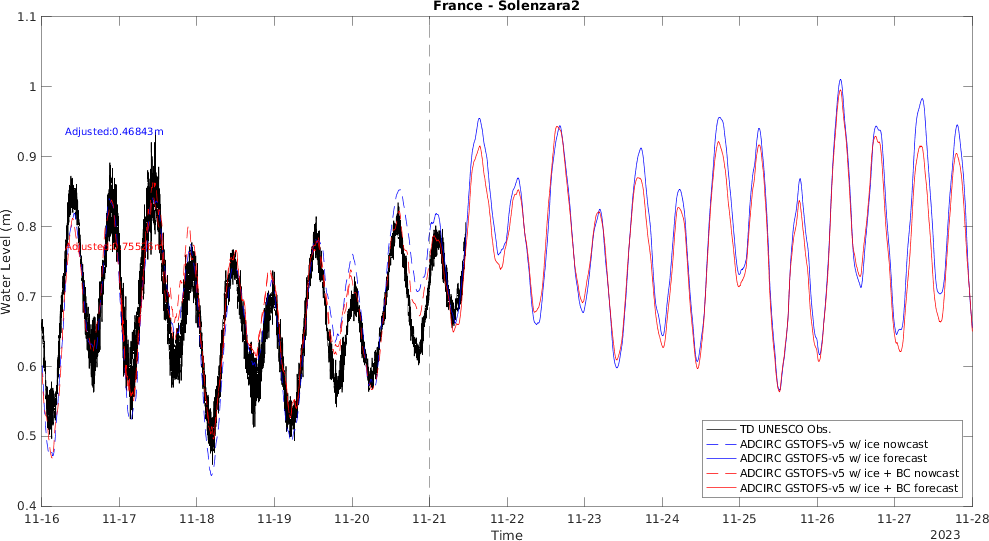 France - Solenzara2
Water Level (m)
1.1
1
0.9
0.8
0.7
0.6
0.5
0.4
Adjusted:0.46843m
11-16
11-17
11-18
11-19
11-20
11-21
11-22
11-23
11-24
11-25
11-26
11-27
11-28
Time
2023
TD UNESCO Obs.
ADCIRC GSTOFS-v5 w/ ice nowcast
ADCIRC GSTOFS-v5 w/ ice forecast
ADCIRC GSTOFS-v5 w/ ice + BC nowcast
ADCIRC GSTOFS-v5 w/ ice + BC forecast